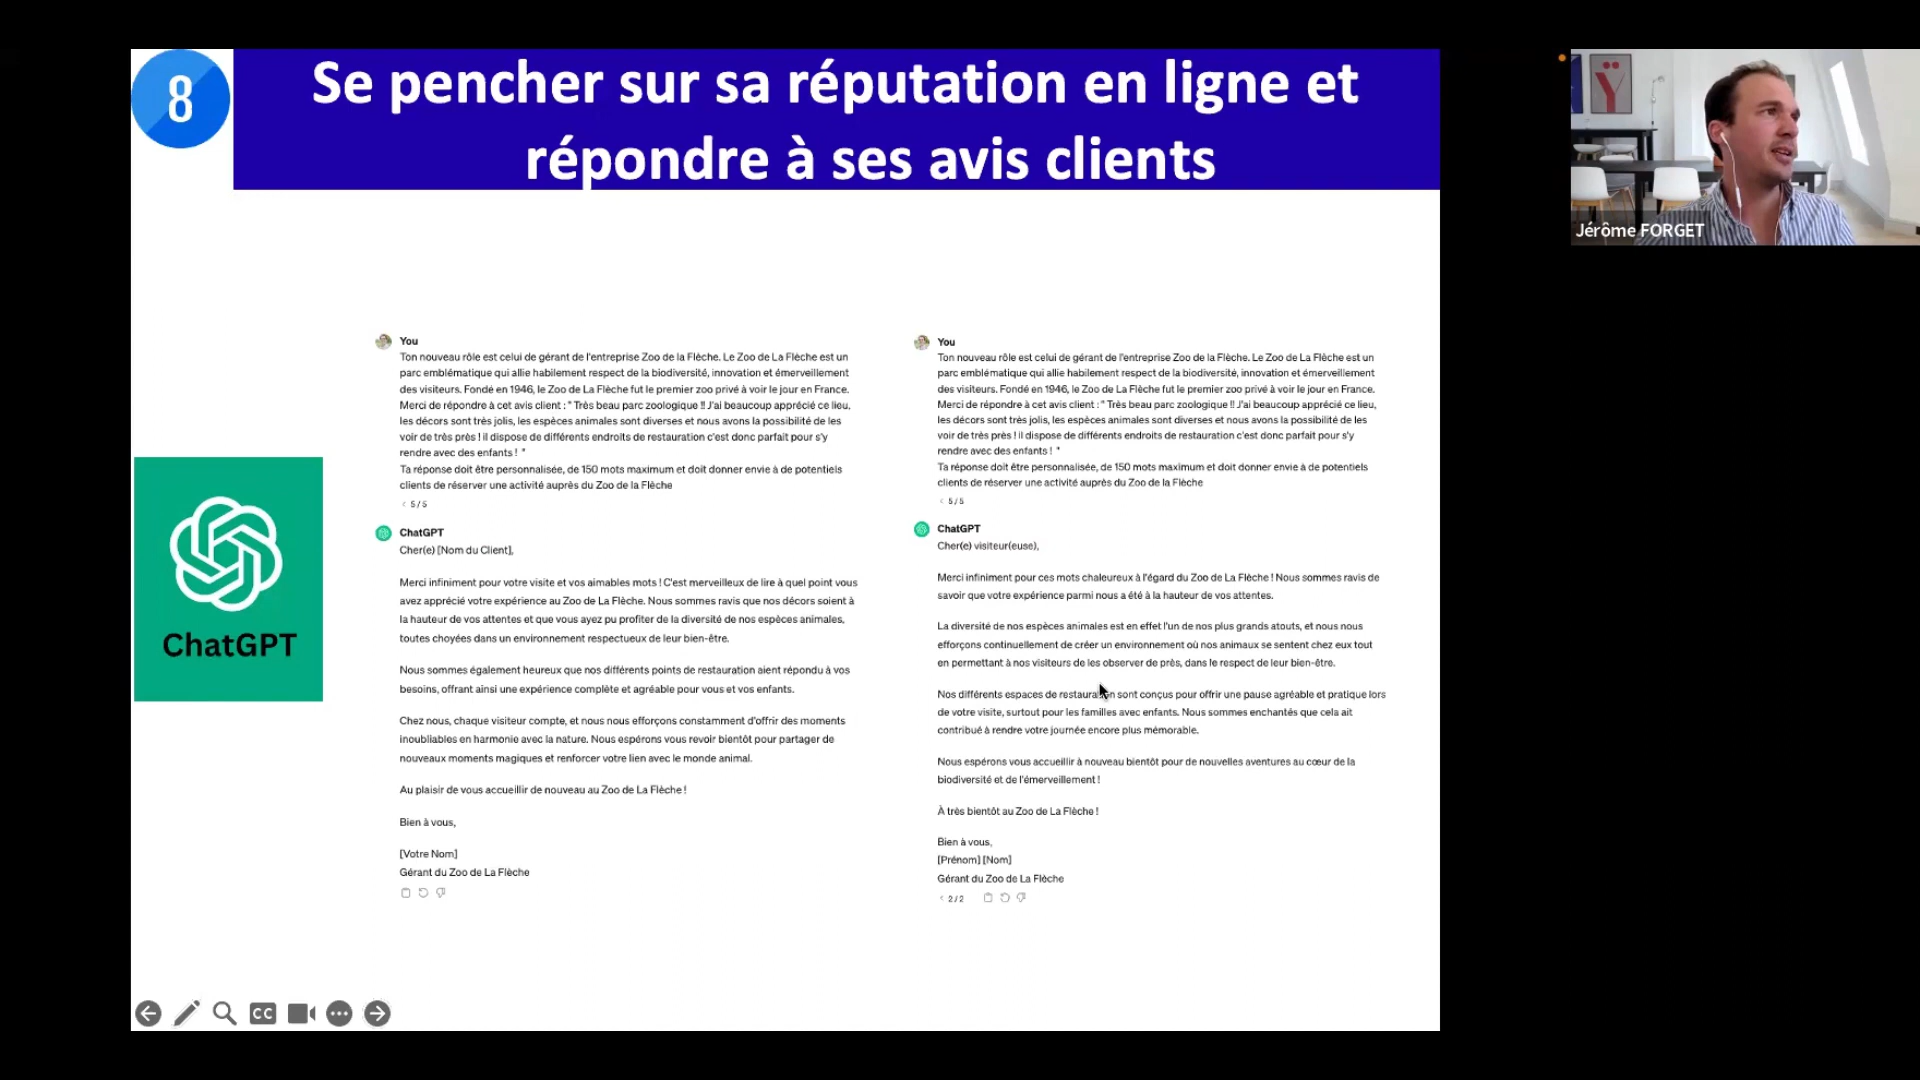 8
Se pencher sur sa réputation en ligne et
répondre à ses avis clients
Jérôme FORGET
ChatGPT
You
Ton nouveau rôle est celui de gérant de l'entreprise Zoo de la Flèche. Le Zoo de La Flèche est un
parc emblématique qui allie habilement respect de la biodiversité, innovation et émerveillement
des visiteurs. Fondé en 1946, le Zoo de La Flèche fut le premier zoo privé à voir le jour en France.
Merci de répondre à cet avis client : " Très beau parc zoologique !! J'ai beaucoup apprécié ce lieu,
les décors sont très jolis, les espèces animales sont diverses et nous avons la possibilité de les
voir de très près ! il dispose de différents endroits de restauration c'est donc parfait pour s'y
rendre avec des enfants ! "
Ta réponse doit être personnalisée, de 150 mots maximum et doit donner envie à de potentiels
clients de réserver une activité auprès du Zoo de la Flèche
< 5/5
ChatGPT
Cher(e) [Nom du Client],
Merci infiniment pour votre visite et vos aimables mots ! C'est merveilleux de lire à quel point vous
avez apprécié votre expérience au Zoo de La Flèche. Nous sommes ravis que nos décors soient à
la hauteur de vos attentes et que vous ayez pu profiter de la diversité de nos espèces animales,
toutes choyées dans un environnement respectueux de leur bien-être.
Nous sommes également heureux que nos différents points de restauration aient répondu à vos
besoins, offrant ainsi une expérience complète et agréable pour vous et vos enfants.
Chez nous, chaque visiteur compte, et nous nous efforçons constamment d'offrir des moments
inoubliables en harmonie avec la nature. Nous espérons vous revoir bientôt pour partager de
nouveaux moments magiques et renforcer votre lien avec le monde animal.
Au plaisir de vous accueillir de nouveau au Zoo de La Flèche !
Bien à vous,
[Votre Nom]
Gérant du Zoo de La Flèche
You
Ton nouveau rôle est celui de gérant de l'entreprise Zoo de la Flèche. Le Zoo de La Flèche est un
parc emblématique qui allie habilement respect de la biodiversité, innovation et émerveillement
des visiteurs. Fondé en 1946, le Zoo de La Flèche fut le premier zoo privé à voir le jour en France.
Merci de répondre à cet avis client : " Très beau parc zoologique !! J'ai beaucoup apprécié ce lieu,
les décors sont très jolis, les espèces animales sont diverses et nous avons la possibilité de les
voir de très près ! il dispose de différents endroits de restauration c'est donc parfait pour s'y
rendre avec des enfants ! "
Ta réponse doit être personnalisée, de 150 mots maximum et doit donner envie à de potentiels
clients de réserver une activité auprès du Zoo de la Flèche
< 5/5
ChatGPT
Cher(e) visiteur(euse),
Merci infiniment pour ces mots chaleureux à l'égard du Zoo de La Flèche ! Nous sommes ravis de
savoir que votre expérience parmi nous a été à la hauteur de vos attentes.
La diversité de nos espèces animales est en effet l'un de nos plus grands atouts, et nous nous
efforçons continuellement de créer un environnement où nos animaux se sentent chez eux tout
en permettant à nos visiteurs de les observer de près, dans le respect de leur bien-être.
Nos différents espaces de restauration sont conçus pour offrir une pause agréable et pratique lors
de votre visite, surtout pour les familles avec enfants. Nous sommes enchantés que cela ait
contribué à rendre votre journée encore plus mémorable.
Nous espérons vous accueillir à nouveau bientôt pour de nouvelles aventures au cœur de la
biodiversité et de l'émerveillement !
À très bientôt au Zoo de La Flèche !
Bien à vous,
[Prénom] [Nom]
Gérant du Zoo de La Flèche
< 2/2
CC